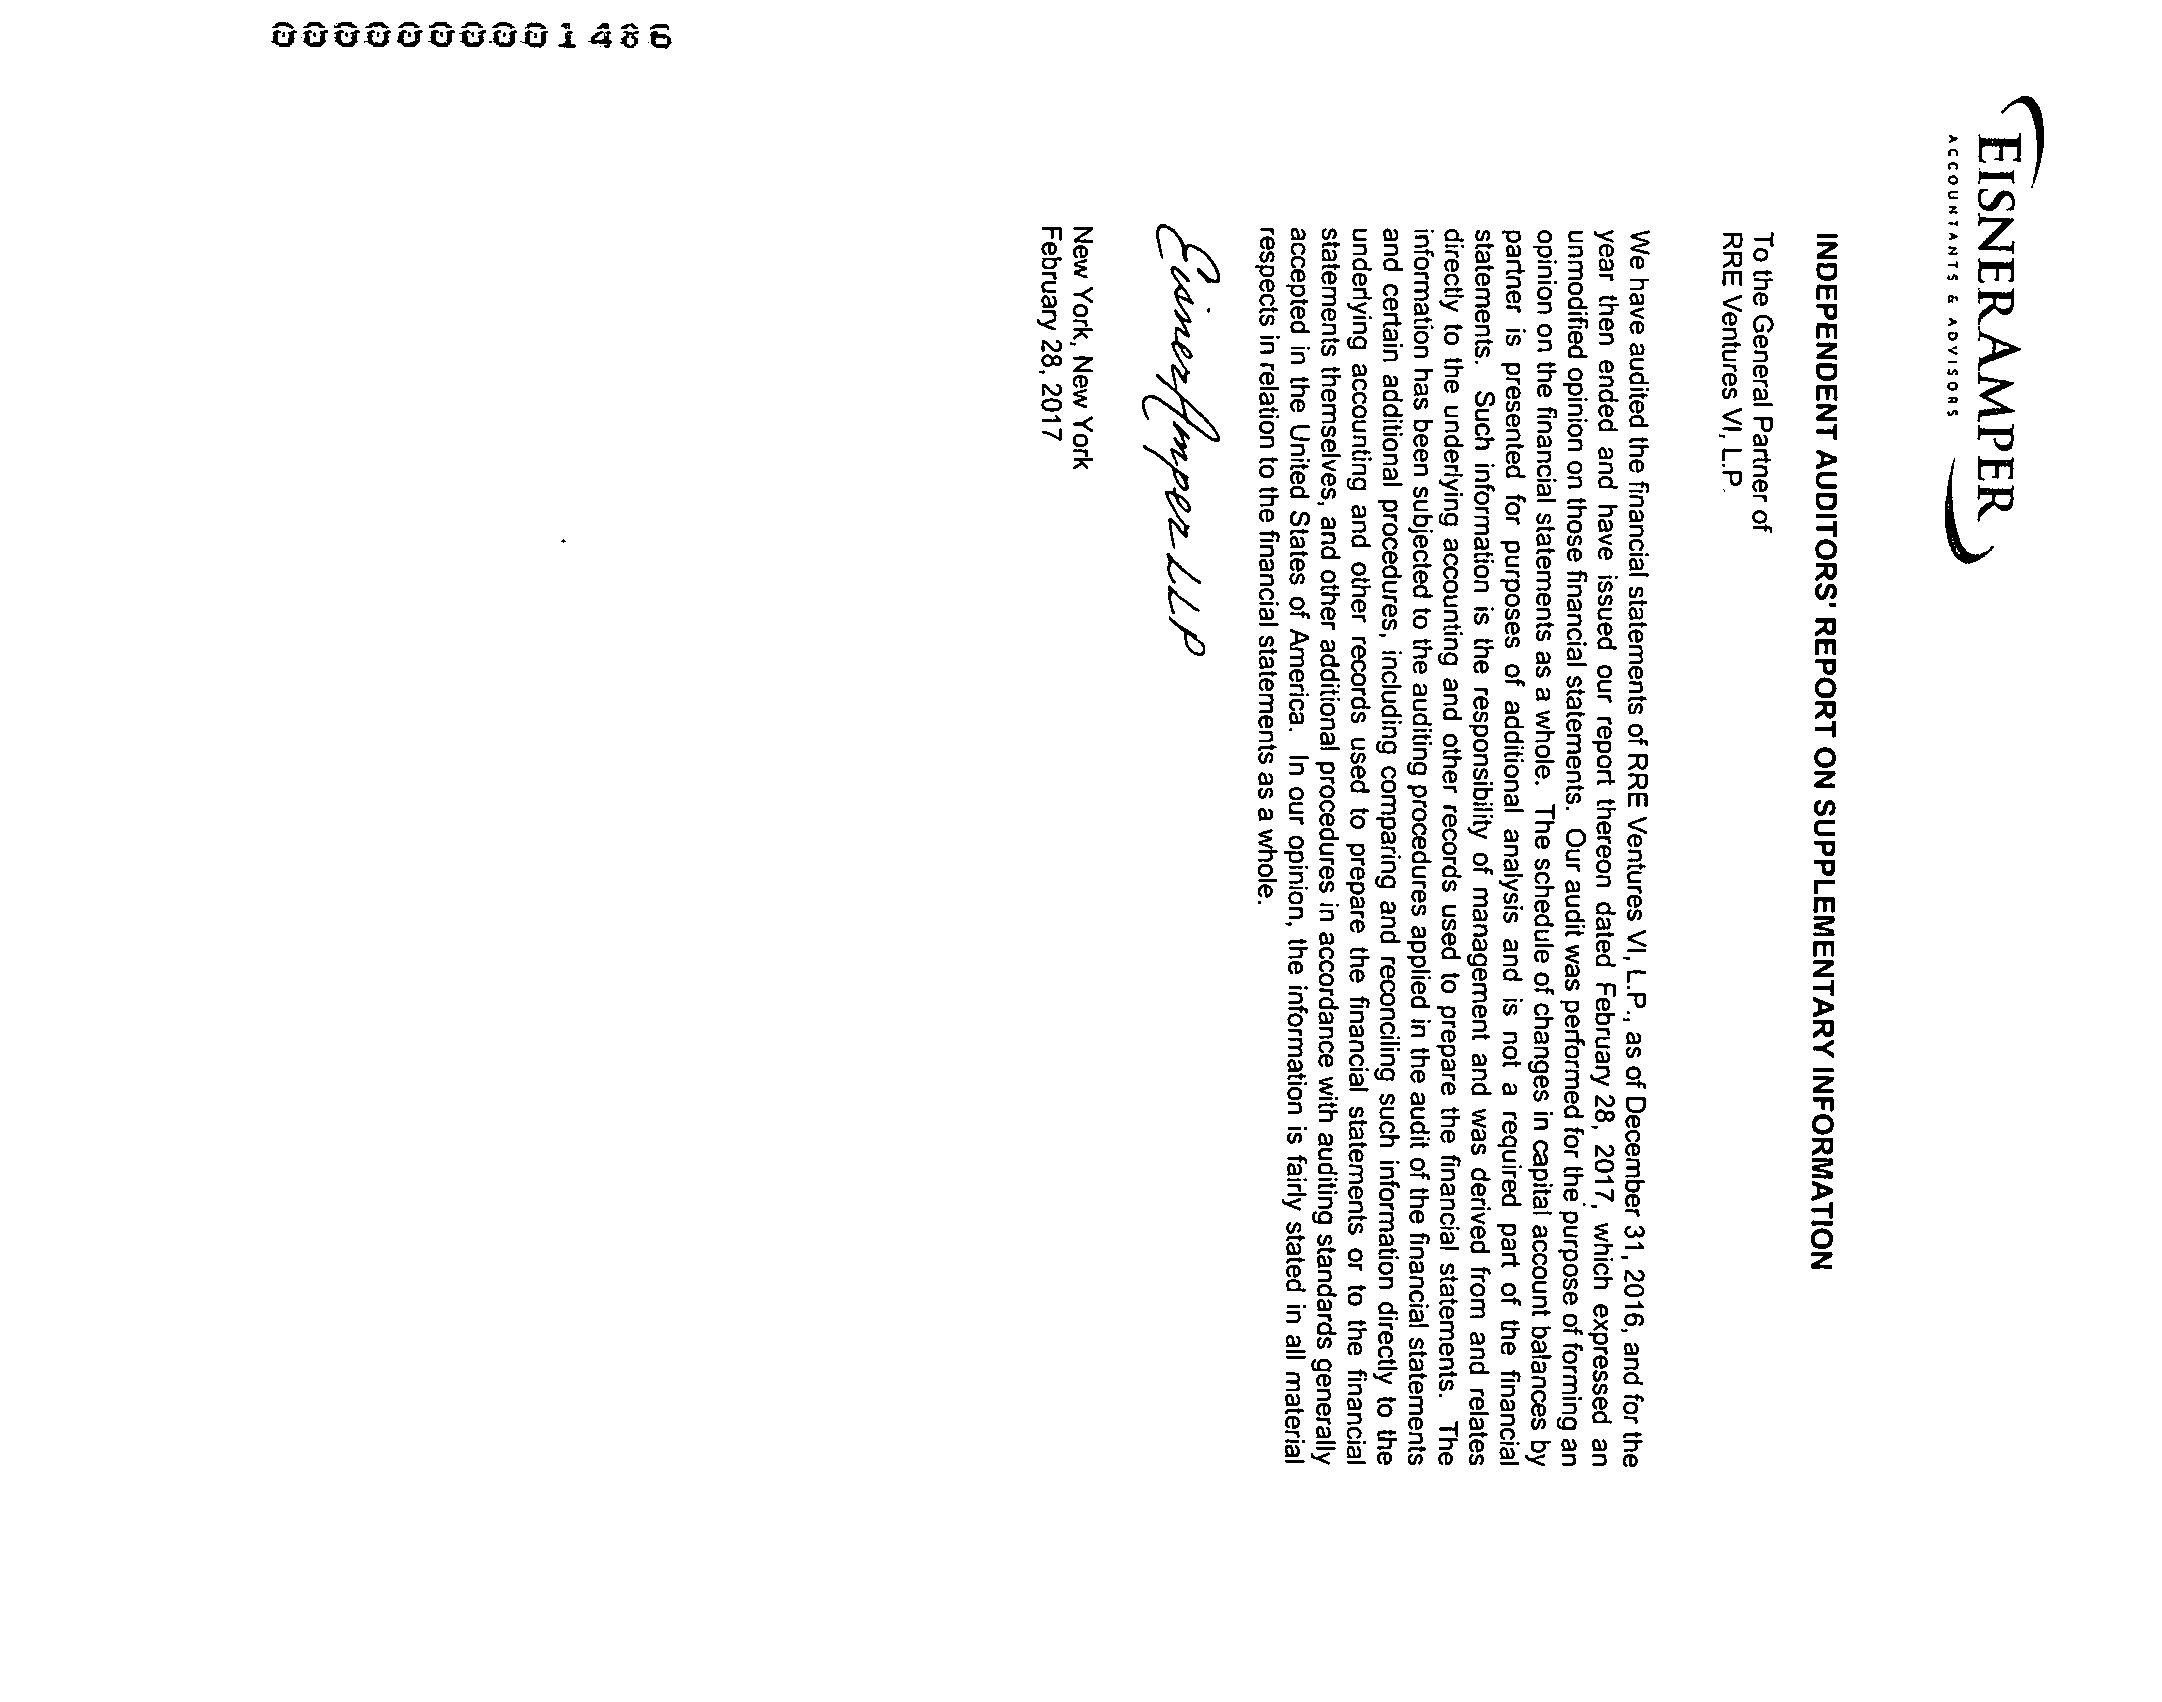 0000000001486
EISNERAMPER
ACCOUNTANTS & ADVISORS
INDEPENDENT AUDITORS' REPORT ON SUPPLEMENTARY INFORMATION
To the General Partner of
RRE Ventures VI, L.P.
We have audited the financial statements of RRE Ventures VI, L.P., as of December 31, 2016, and for the
year then ended and have issued our report thereon dated February 28, 2017, which expressed an
unmodified opinion on those financial statements. Our audit was performed for the purpose of forming an
opinion on the financial statements as a whole. The schedule of changes in capital account balances by
partner is presented for purposes of additional analysis and is not a required part of the financial
statements. Such information is the responsibility of management and was derived from and relates
directly to the underlying accounting and other records used to prepare the financial statements. The
information has been subjected to the auditing procedures applied in the audit of the financial statements
and certain additional procedures, including comparing and reconciling such information directly to the
underlying accounting and other records used to prepare the financial statements or to the financial
statements themselves, and other additional procedures in accordance with auditing standards generally
accepted in the United States of America. In our opinion, the information is fairly stated in all material
respects in relation to the financial statements as a whole.
EisnerAmper LLP
New York, New York
February 28, 2017